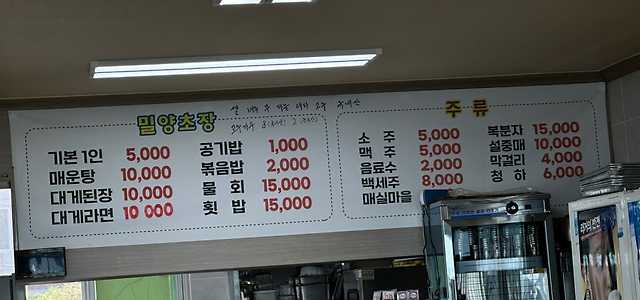 밀양초장
기본1인 5,000
매운탕 10,000
대게된장 10,000
대게라면 10 000
공기밥 1,000
볶음밥 2,000
물회 15,000
횟밥 15,000
주류
소주 5,000
맥주 5,000
음료수 2,000
백세주 8,000
매실마을
복분자 15,000
설중매 10,000
막걸리 4,000
청하 6,000